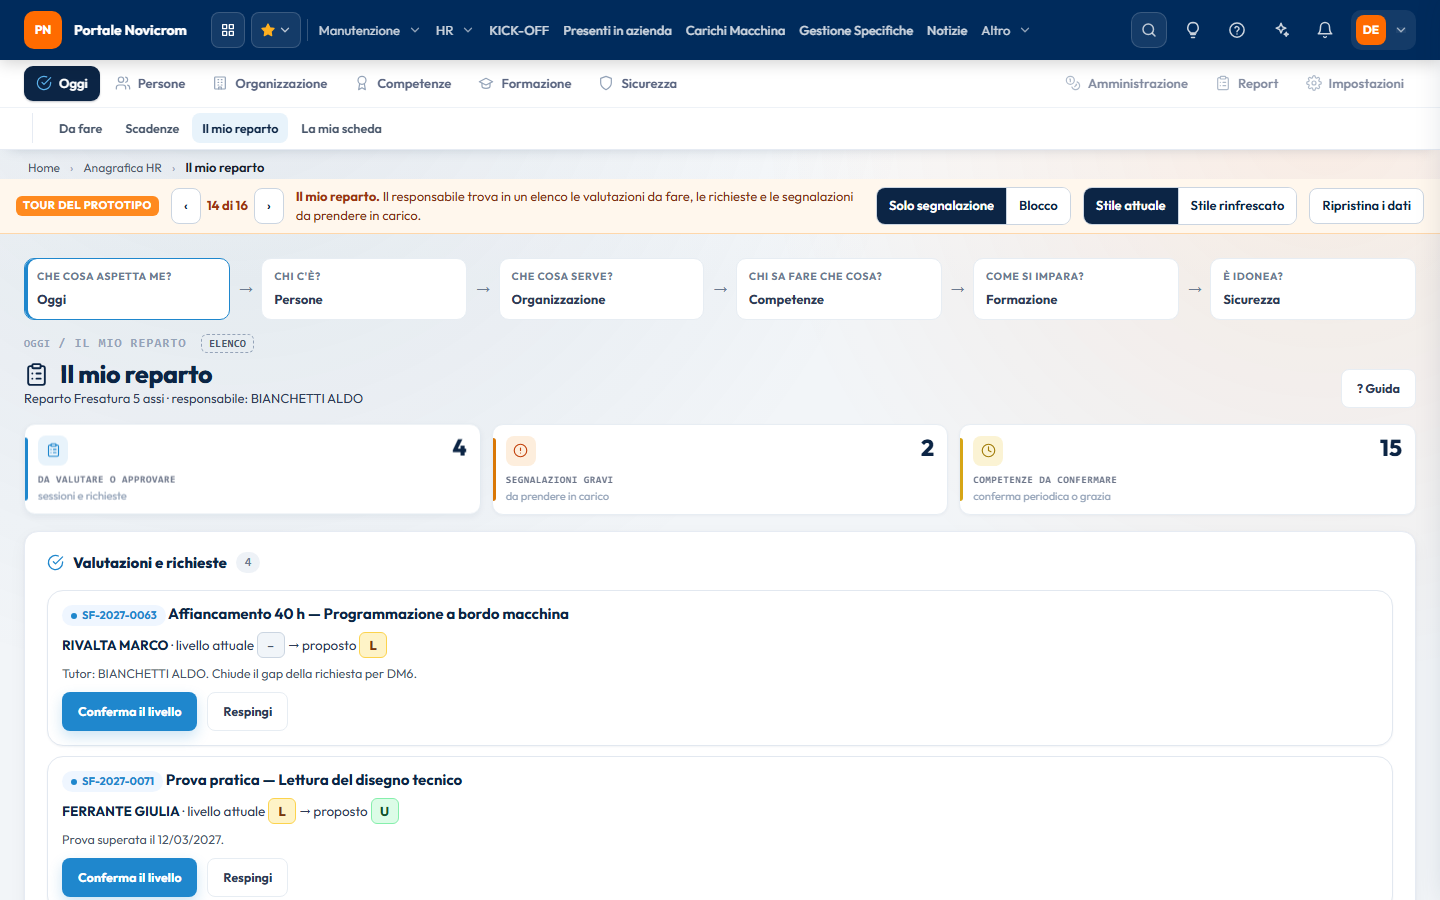 PN Portale Novicrom Manutenzione HR KICK-OFF Presenti in azienda Carichi Macchina Gestione Specifiche Notizie Altro DE
Oggi Persone Organizzazione Competenze Formazione Sicurezza Amministrazione Report Impostazioni
Da fare Scadenze Il mio reparto La mia scheda
Home › Anagrafica HR › Il mio reparto
TOUR DEL PROTOTIPO ‹ 14 di 16 › Il mio reparto. Il responsabile trova in un elenco le valutazioni da fare, le richieste e le segnalazioni
da prendere in carico.
Solo segnalazione Blocco Stile attuale Stile rinfrescato Ripristina i dati
CHE COSA ASPETTA ME? CHI C'È? CHE COSA SERVE? CHI SA FARE CHE COSA? COME SI IMPARA? È IDONEA?
Oggi → Persone → Organizzazione → Competenze → Formazione → Sicurezza
OGGI / IL MIO REPARTO ELENCO
Il mio reparto
Reparto Fresatura 5 assi · responsabile: BIANCHETTI ALDO
? Guida
4
DA VALUTARE O APPROVARE
sessioni e richieste
2
SEGNALAZIONI GRAVI
da prendere in carico
15
COMPETENZE DA CONFERMARE
conferma periodica o grazia
Valutazioni e richieste 4
SF-2027-0063 Affiancamento 40 h — Programmazione a bordo macchina
RIVALTA MARCO · livello attuale – → proposto L
Tutor: BIANCHETTI ALDO. Chiude il gap della richiesta per DM6.
Conferma il livello Respingi
SF-2027-0071 Prova pratica — Lettura del disegno tecnico
FERRANTE GIULIA · livello attuale L → proposto U
Prova superata il 12/03/2027.
Conferma il livello Respingi